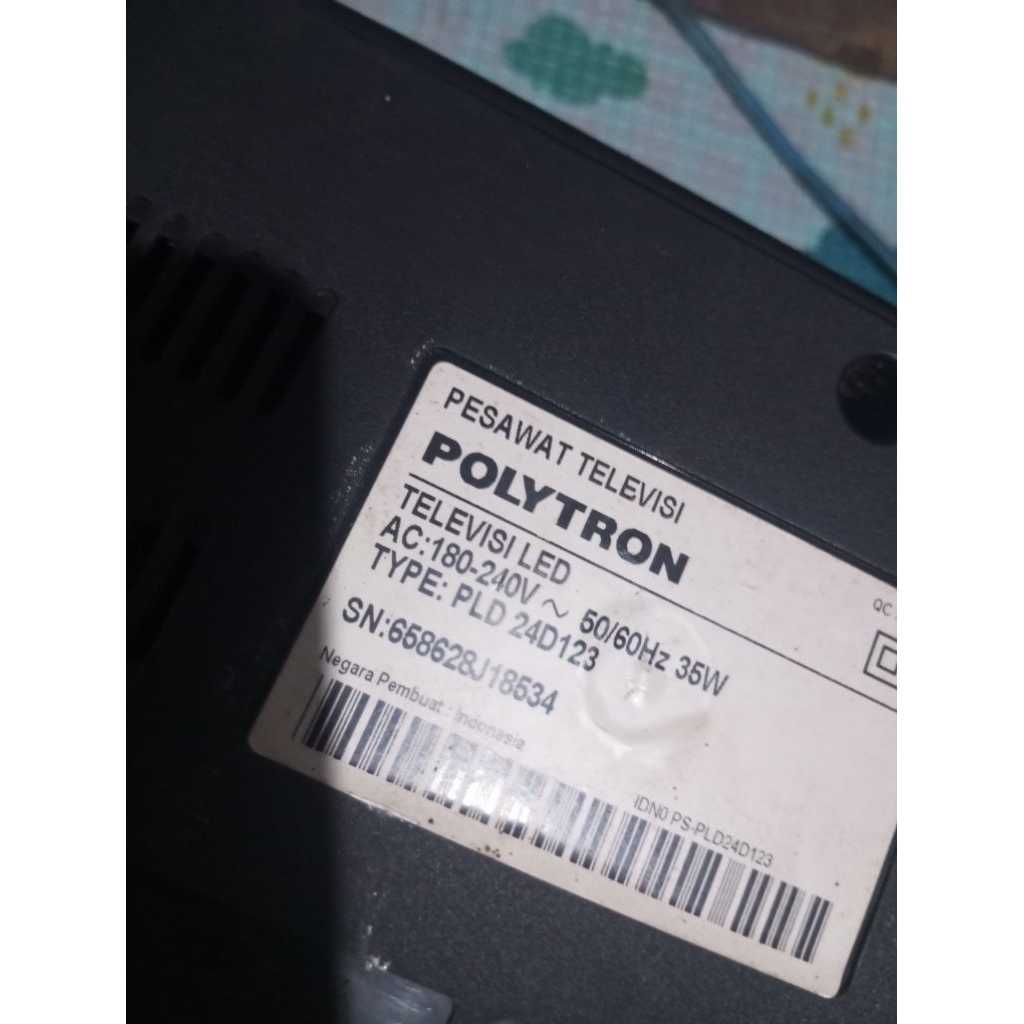 PESAWAT TELEVISI
POLYTRON
TELEVISI LED
AC:180-240V ~ 50/60Hz 35W
TYPE: PLD 24D123
SN:658628J18534
Negara Pembuat : Indonesia
IDN0 PS-PLD24D123
QC